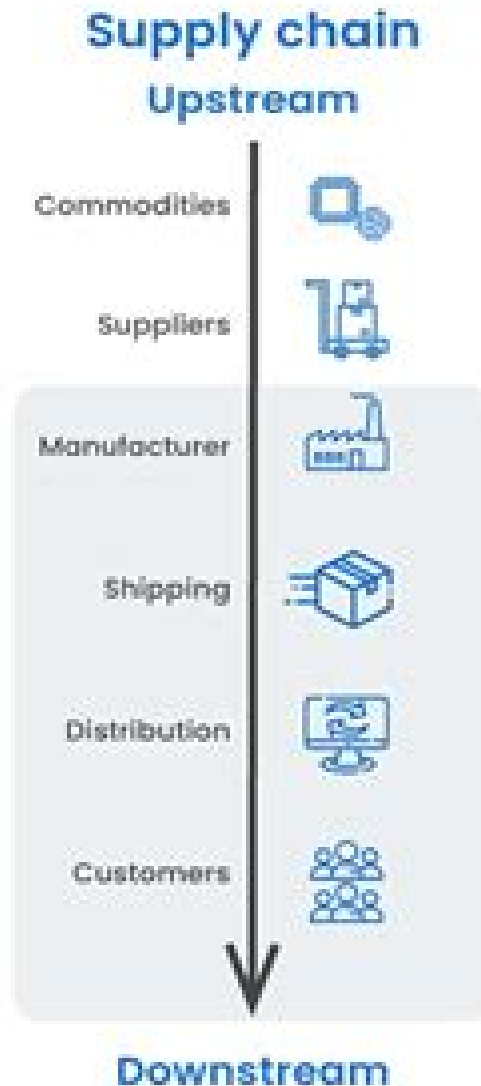 Supply chain
Upstream
Commodities
Suppliers
Manufacturer
Shipping
Distribution
Customers
Downstream